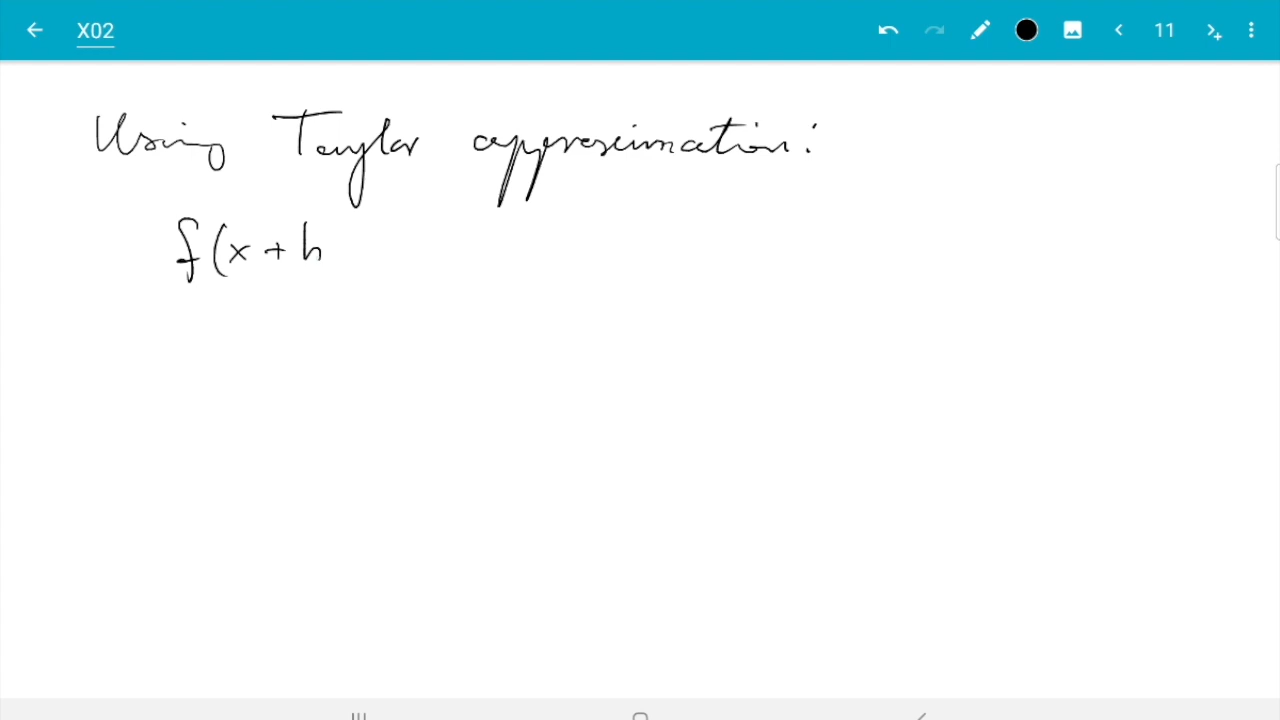 X02
11
Using Taylor approximation:
f(x + h